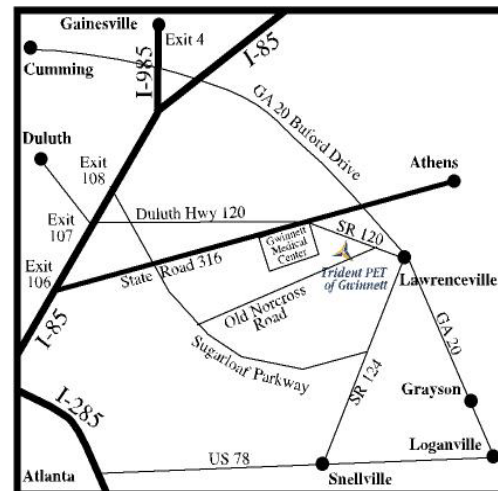 Gainesville
Exit 4
Cumming
I-985
I-85
GA 20 Buford Drive
Duluth
Exit
108
Athens
Exit
107
Duluth Hwy 120
SR 120
Gwinnett
Medical
Center
Exit
106
State Road 316
Trident PET
of Gwinnett
Lawrenceville
Old Norcross
Road
I-85
Sugarloaf Parkway
GA 20
SR 124
I-285
Grayson
Loganville
US 78
Atlanta
Snellville